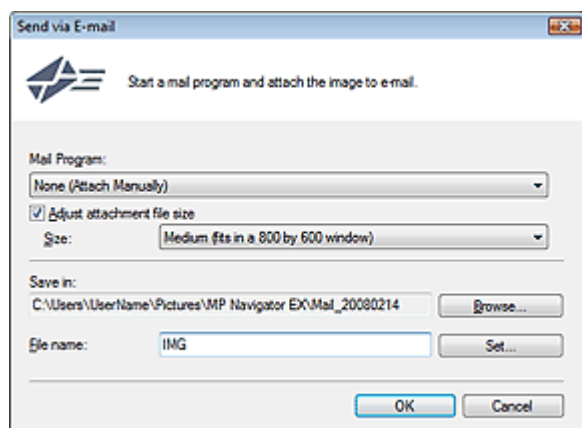 Send via E-mail
Start a mail program and attach the image to e-mail.
Mail Program:
None (Attach Manually)
Adjust attachment file size
Size: Medium (fits in a 800 by 600 window)
Save in:
C:\Users\UserName\Pictures\MP Navigator EX\Mail_20080214 Browse...
File name: IMG Set...
OK Cancel